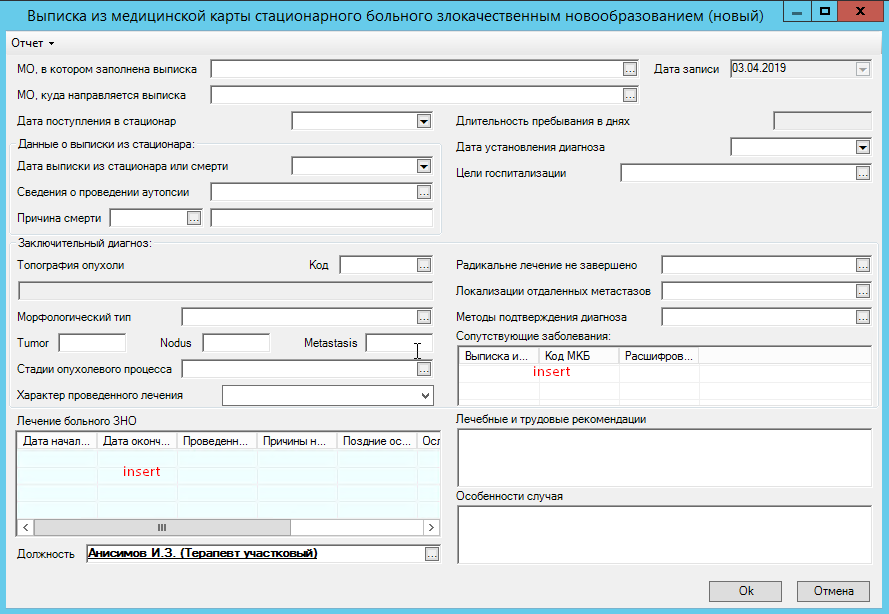 Выписка из медицинской карты стационарного больного злокачественным новообразованием (новый)
Отчет
МО, в котором заполнена выписка
Дата записи 03.04.2019
МО, куда направляется выписка
Дата поступления в стационар
Длительность пребывания в днях
Данные о выписки из стационара:
Дата установления диагноза
Дата выписки из стационара или смерти
Цели госпитализации
Сведения о проведении аутопсии
Причина смерти
Заключительный диагноз:
Топография опухоли Код
Радикальне лечение не завершено
Локализации отдаленных метастазов
Морфологический тип
Методы подтверждения диагноза
Tumor Nodus Metastasis
Сопутствующие заболевания:
Выписка и... Код МКБ Расшифров...
insert
Стадии опухолевого процесса
Характер проведенного лечения
Лечение больного ЗНО
Лечебные и трудовые рекомендации
Дата начал... Дата оконч... Проведенн... Причины н... Поздние ос... Осл
insert
Особенности случая
Должность Анисимов И.З. (Терапевт участковый)
Ok Отмена